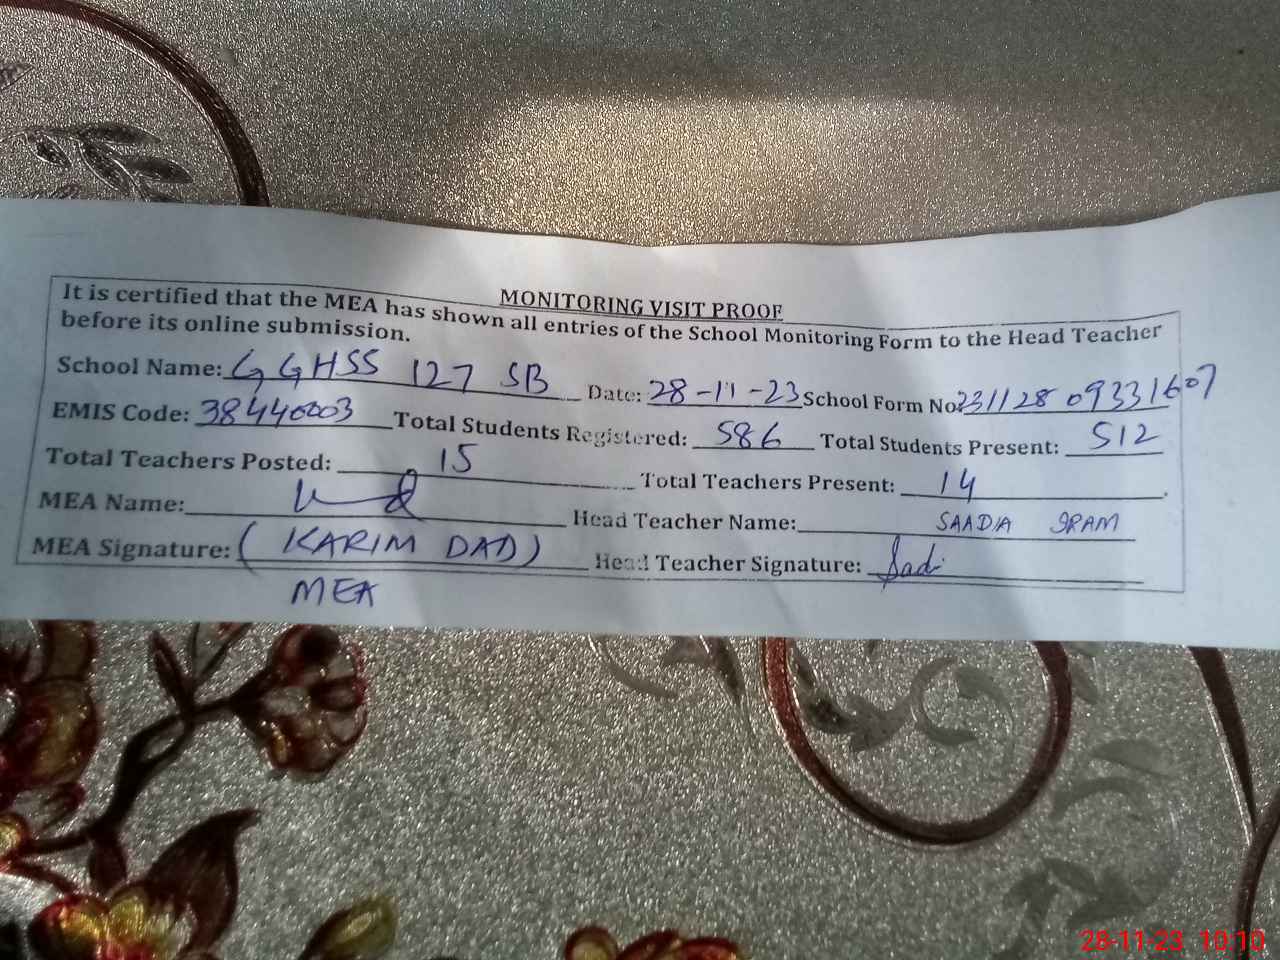 MONITORING VISIT PROOF
It is certified that the MEA has shown all entries of the School Monitoring Form to the Head Teacher
before its online submission.
School Name: GGHSS 127 SB Date: 28-11-23 School Form No: 23112809331607
EMIS Code: 38440003 Total Students Registered: 586 Total Students Present: 512
Total Teachers Posted: 15 Total Teachers Present: 14
MEA Name: Head Teacher Name: SAADIA IRAM
MEA Signature: (KARIM DAD) Head Teacher Signature: Sadi
MEA
28-11-23 10:10